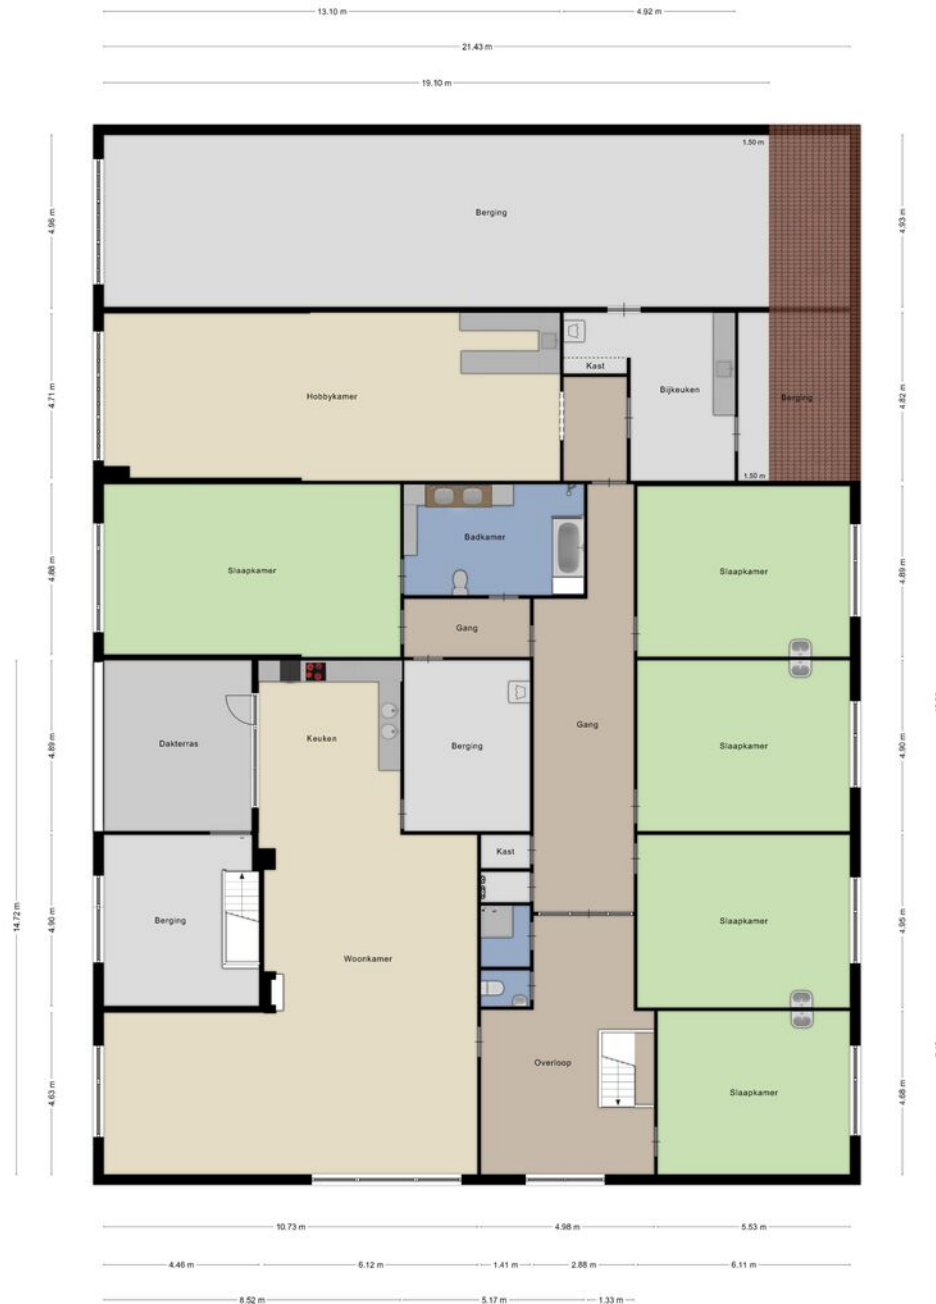 13.10 m
4.92 m
21.43 m
19.10 m
1.50 m
4.96 m
Berging
4.93 m
4.71 m
Hobbykamer
Kast
Bijkeuken
Berging
4.82 m
1.50 m
4.88 m
Slaapkamer
Badkamer
Slaapkamer
4.89 m
Gang
4.89 m
Dakterras
Keuken
Berging
Gang
Slaapkamer
4.90 m
Kast
14.72 m
4.90 m
Berging
Woonkamer
Slaapkamer
4.95 m
4.63 m
Overloop
Slaapkamer
4.68 m
10.73 m
4.98 m
5.53 m
4.46 m
6.12 m
1.41 m
2.88 m
6.11 m
8.52 m
5.17 m
1.33 m